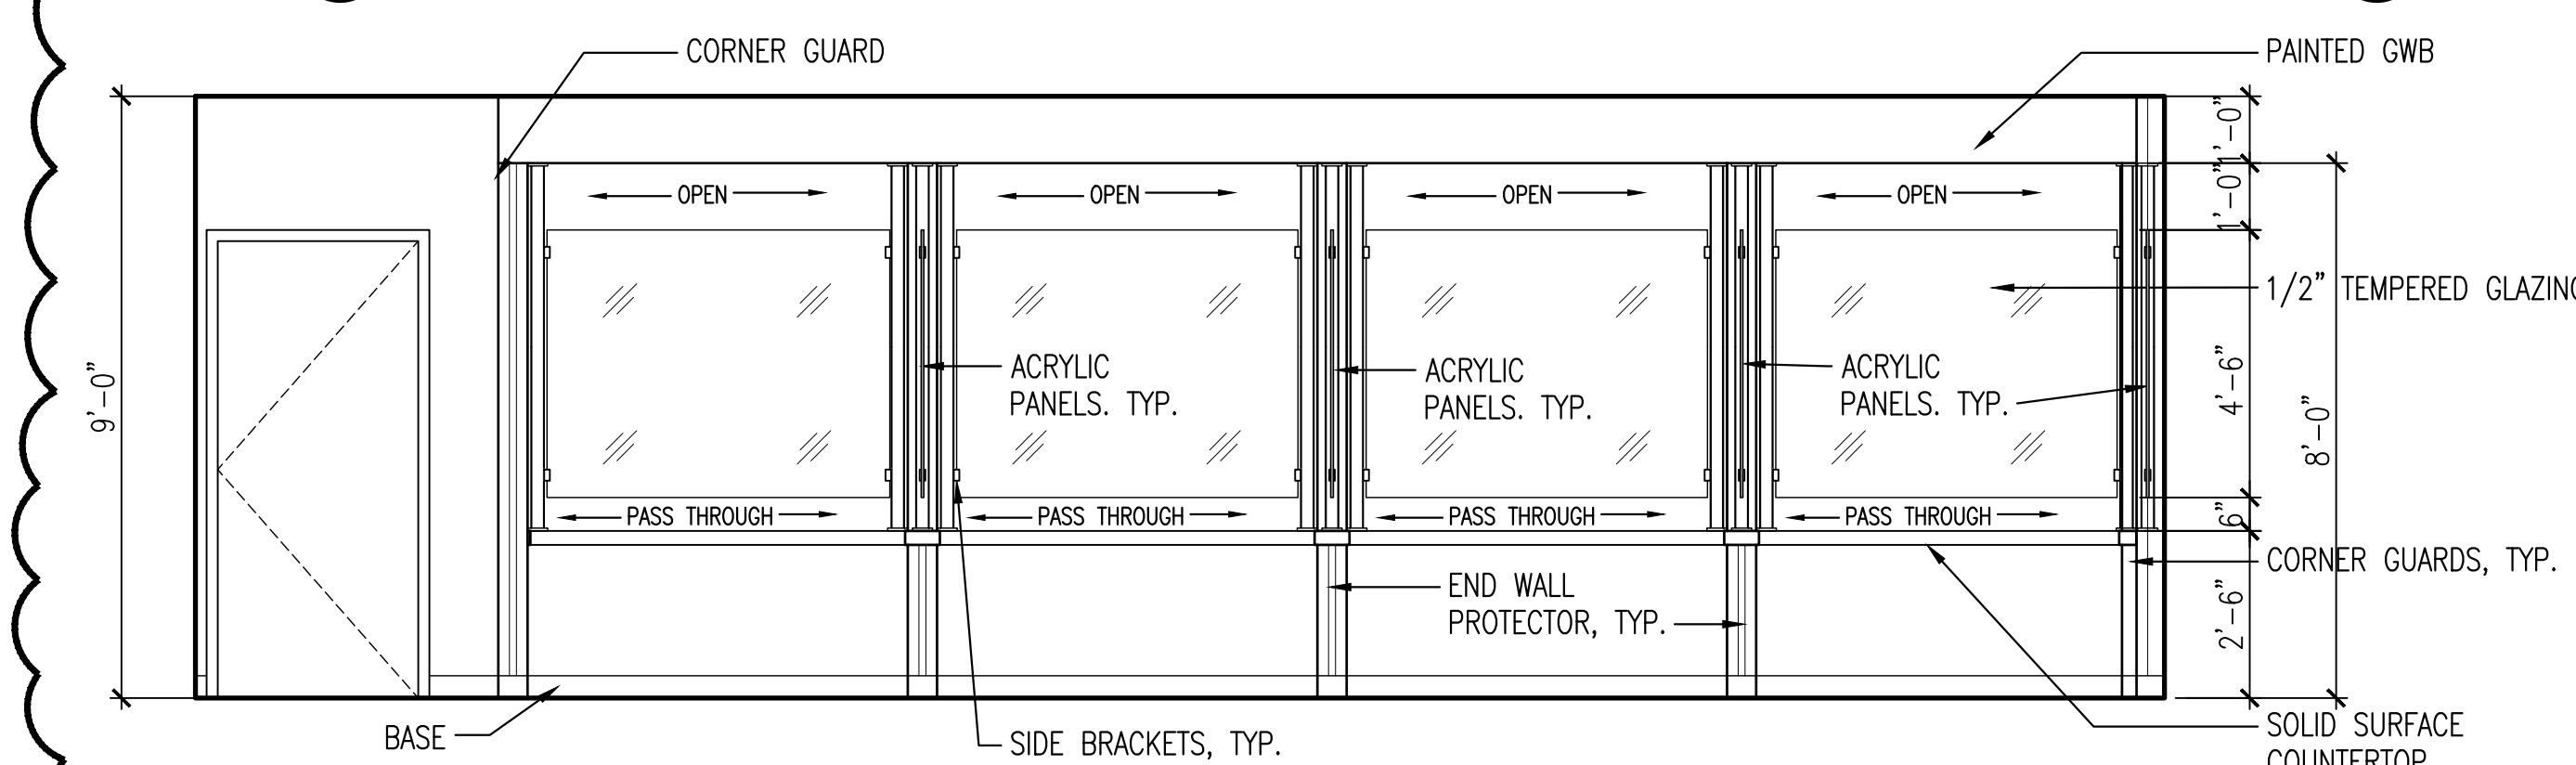 CORNER GUARD
PAINTED GWB
1'-0"
OPEN
OPEN
OPEN
OPEN
1'-0"
1/2" TEMPERED GLAZING
9'-0"
ACRYLIC
PANELS. TYP.
ACRYLIC
PANELS. TYP.
ACRYLIC
PANELS. TYP.
4'-6"
8'-0"
PASS THROUGH
PASS THROUGH
PASS THROUGH
PASS THROUGH
6"
CORNER GUARDS, TYP.
END WALL
PROTECTOR, TYP.
2'-6"
BASE
SIDE BRACKETS, TYP.
SOLID SURFACE
COUNTERTOP